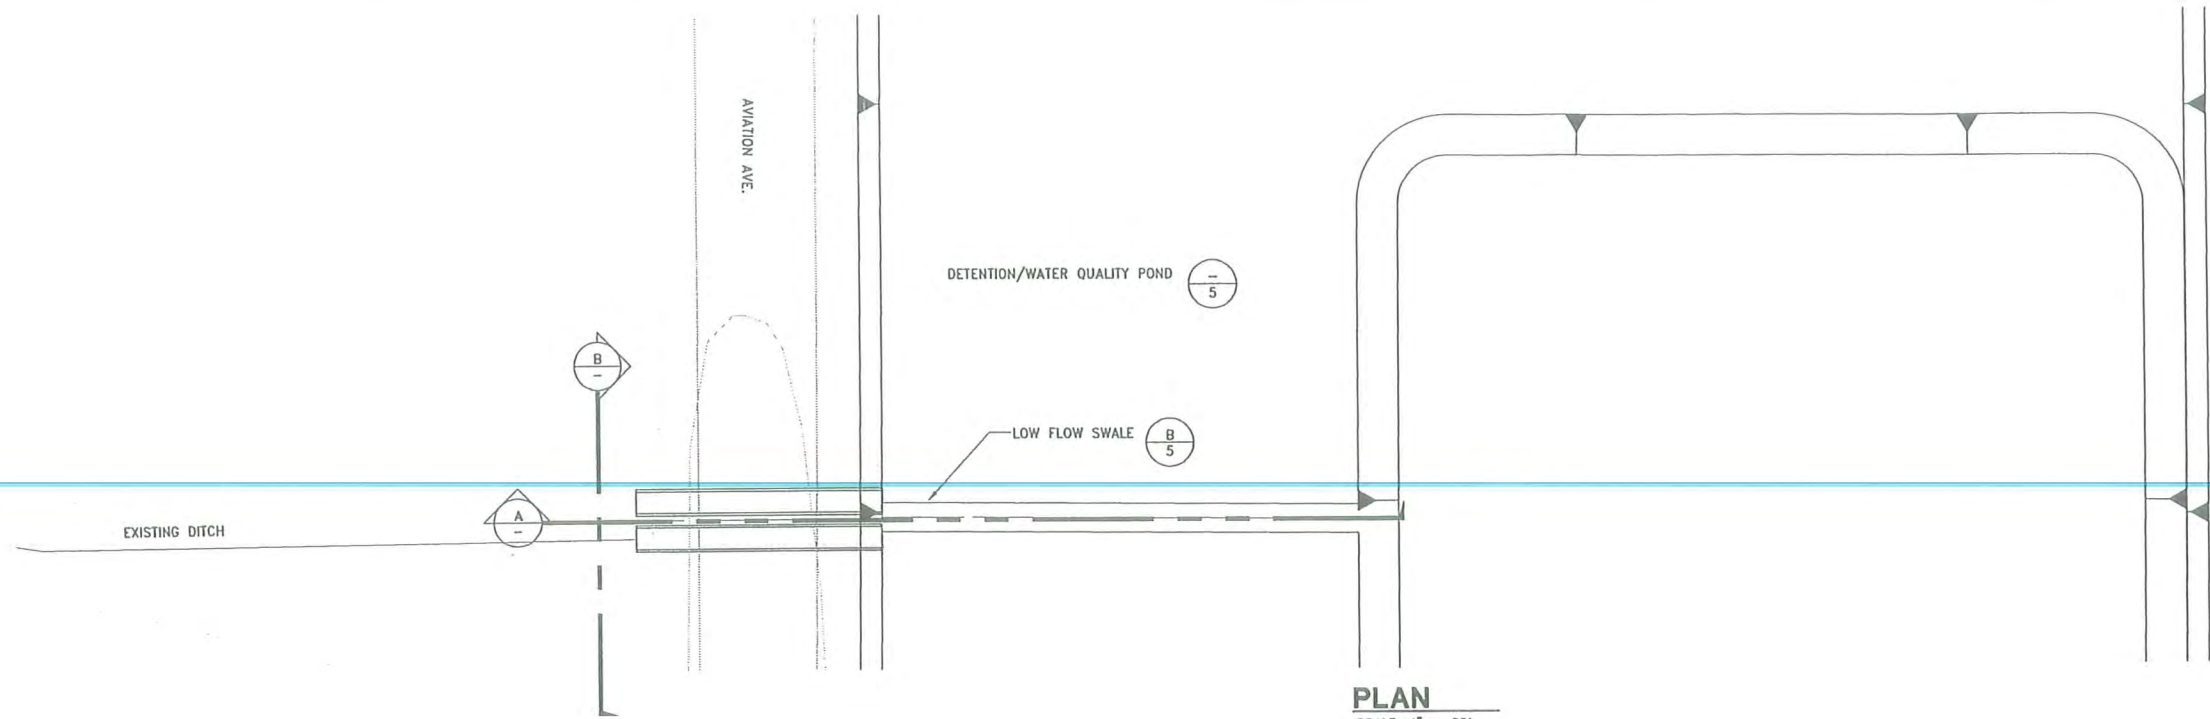 AVIATION AVE.
DETENTION/WATER QUALITY POND
–
5
B
–
LOW FLOW SWALE
B
5
A
–
EXISTING DITCH
PLAN